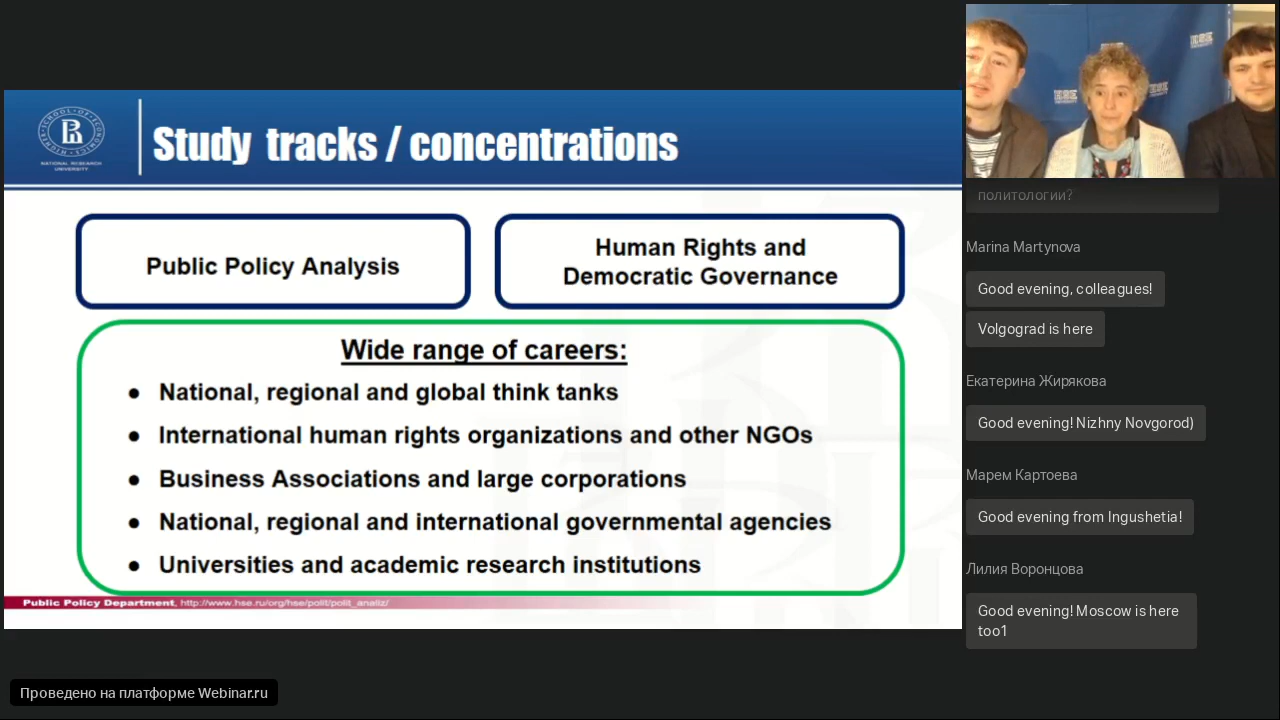 Study tracks / concentrations
NATIONAL RESEARCH
UNIVERSITY
Public Policy Analysis
Human Rights and
Democratic Governance
Wide range of careers:
● National, regional and global think tanks
● International human rights organizations and other NGOs
● Business Associations and large corporations
● National, regional and international governmental agencies
● Universities and academic research institutions
Public Policy Department, http://www.hse.ru/org/hse/polit/polit_analiz/
политологии?
Marina Martynova
Good evening, colleagues!
Volgograd is here
Екатерина Жирякова
Good evening! Nizhny Novgorod)
Марем Картоева
Good evening from Ingushetia!
Лилия Воронцова
Good evening! Moscow is here
too1
Проведено на платформе Webinar.ru